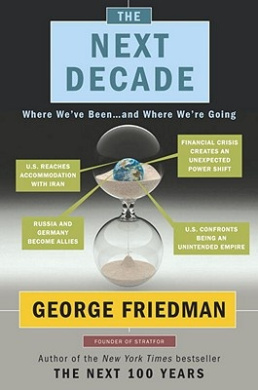 THE
NEXT
DECADE
Where We've Been...and Where We're Going
FINANCIAL CRISIS
CREATES AN
UNEXPECTED
POWER SHIFT
U.S. REACHES
ACCOMMODATION
WITH IRAN
RUSSIA AND
GERMANY
BECOME ALLIES
U.S. CONFRONTS
BEING AN
UNINTENDED EMPIRE
GEORGE FRIEDMAN
FOUNDER OF STRATFOR
Author of the New York Times bestseller
THE NEXT 100 YEARS